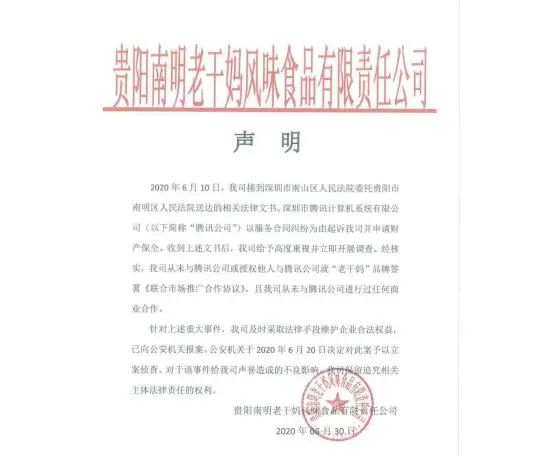 贵阳南明老干妈风味食品有限责任公司
声 明
2020 年 6 月 10 日，我司接到深圳市南山区人民法院委托贵阳市
南明区人民法院送达的相关法律文书。深圳市腾讯计算机系统有限公
司（以下简称“腾讯公司”）以服务合同纠纷为由起诉我司并申请财
产保全。收到上述文书后，我司给予高度重视并立即开展调查。经核
实，我司从未与腾讯公司或授权他人与腾讯公司就“老干妈”品牌签
署《联合市场推广合作协议》，且我司从未与腾讯公司进行过任何商
业合作。
针对上述重大事件，我司及时采取法律手段维护企业合法权益，
已向公安机关报案。公安机关于 2020 年 6 月 20 日决定对此案予以立
案侦查。对于该事件给我司声誉造成的不良影响，我司保留追究相关
主体法律责任的权利。
贵阳南明老干妈风味食品有限责任公司
2020 年 06 月 30 日